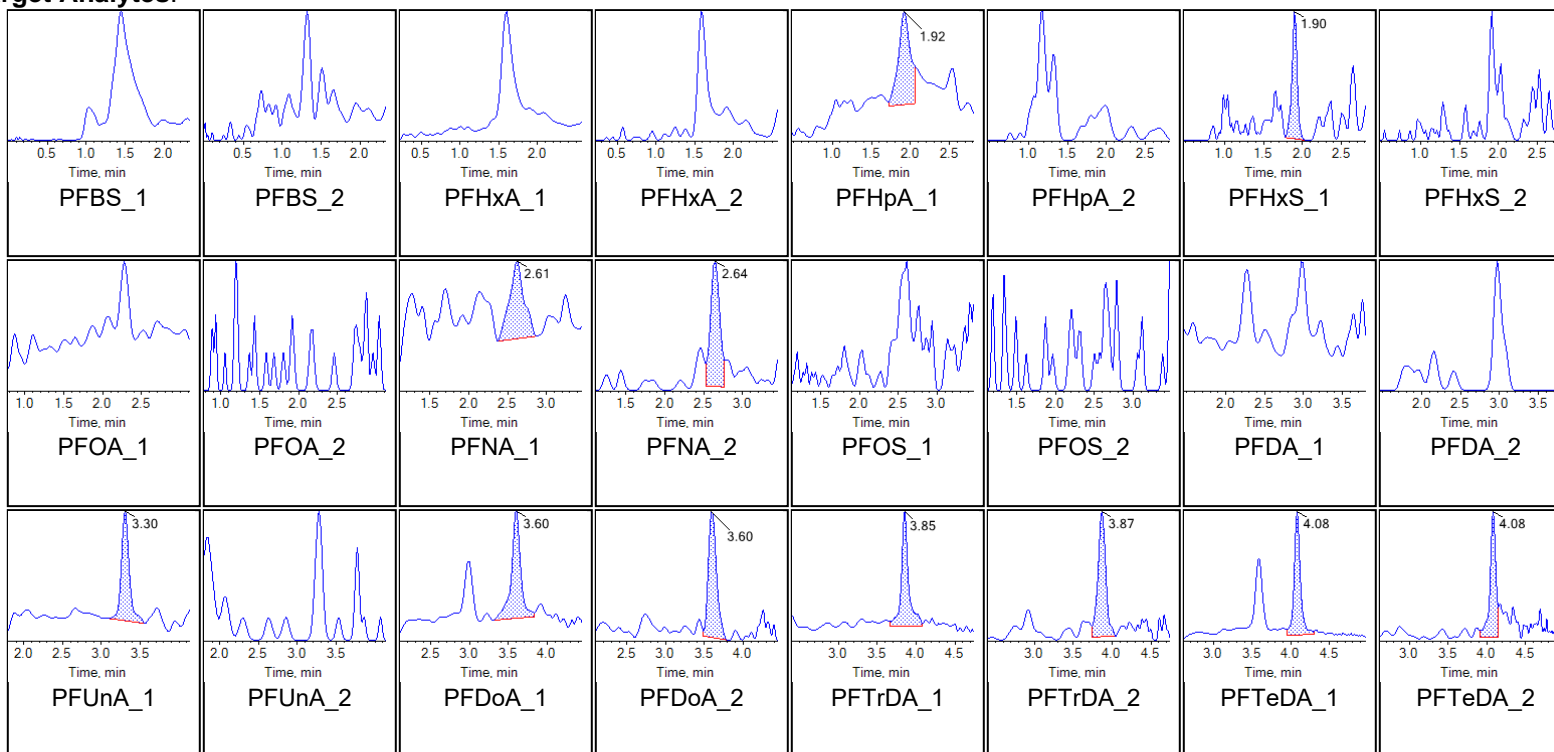 rget Analytes:
1.92
1.90
0.5 1.0 1.5 2.0 0.5 1.0 1.5 2.0 0.5 1.0 1.5 2.0 0.5 1.0 1.5 2.0 1.0 1.5 2.0 2.5 1.0 1.5 2.0 2.5 1.0 1.5 2.0 2.5 1.0 1.5 2.0 2.5
Time, min Time, min Time, min Time, min Time, min Time, min Time, min Time, min
PFBS_1 PFBS_2 PFHxA_1 PFHxA_2 PFHpA_1 PFHpA_2 PFHxS_1 PFHxS_2
2.61 2.64
1.0 1.5 2.0 2.5 1.0 1.5 2.0 2.5 1.5 2.0 2.5 3.0 1.5 2.0 2.5 3.0 1.5 2.0 2.5 3.0 1.5 2.0 2.5 3.0 2.0 2.5 3.0 3.5 2.0 2.5 3.0 3.5
Time, min Time, min Time, min Time, min Time, min Time, min Time, min Time, min
PFOA_1 PFOA_2 PFNA_1 PFNA_2 PFOS_1 PFOS_2 PFDA_1 PFDA_2
3.30 3.60 3.60 3.85 3.87 4.08 4.08
2.0 2.5 3.0 3.5 2.0 2.5 3.0 3.5 2.5 3.0 3.5 4.0 2.5 3.0 3.5 4.0 3.0 3.5 4.0 4.5 3.0 3.5 4.0 4.5 3.0 3.5 4.0 4.5 3.0 3.5 4.0 4.5
Time, min Time, min Time, min Time, min Time, min Time, min Time, min Time, min
PFUnA_1 PFUnA_2 PFDoA_1 PFDoA_2 PFTrDA_1 PFTrDA_2 PFTeDA_1 PFTeDA_2